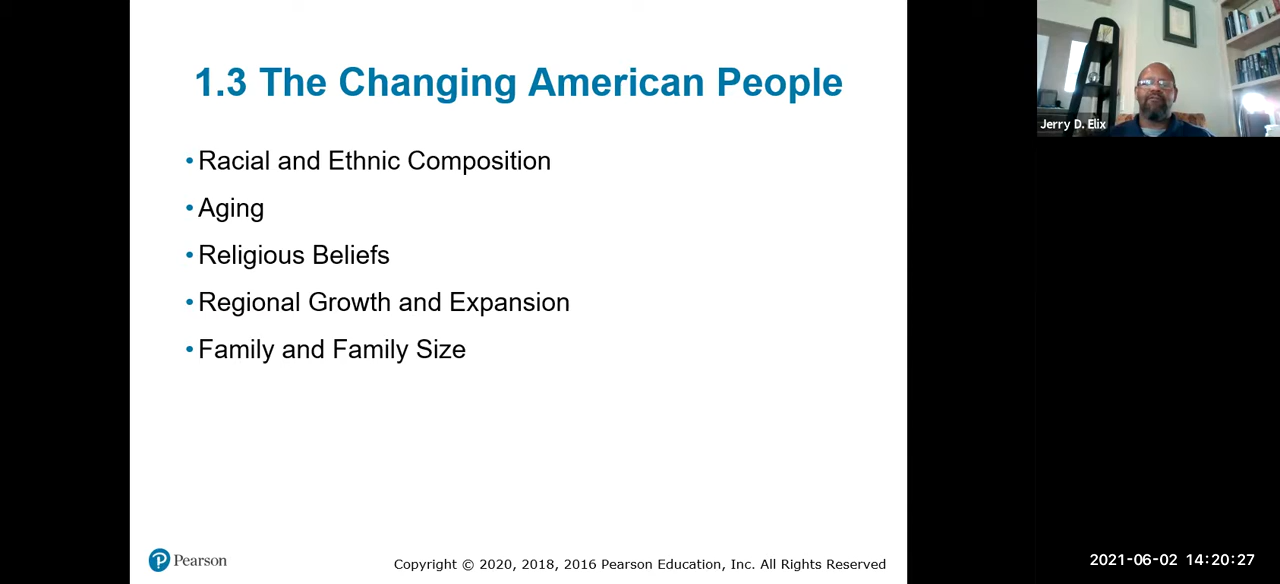 1.3 The Changing American People
• Racial and Ethnic Composition
• Aging
• Religious Beliefs
• Regional Growth and Expansion
• Family and Family Size
Pearson
Copyright © 2020, 2018, 2016 Pearson Education, Inc. All Rights Reserved
Jerry D. Elix
2021-06-02 14:20:27